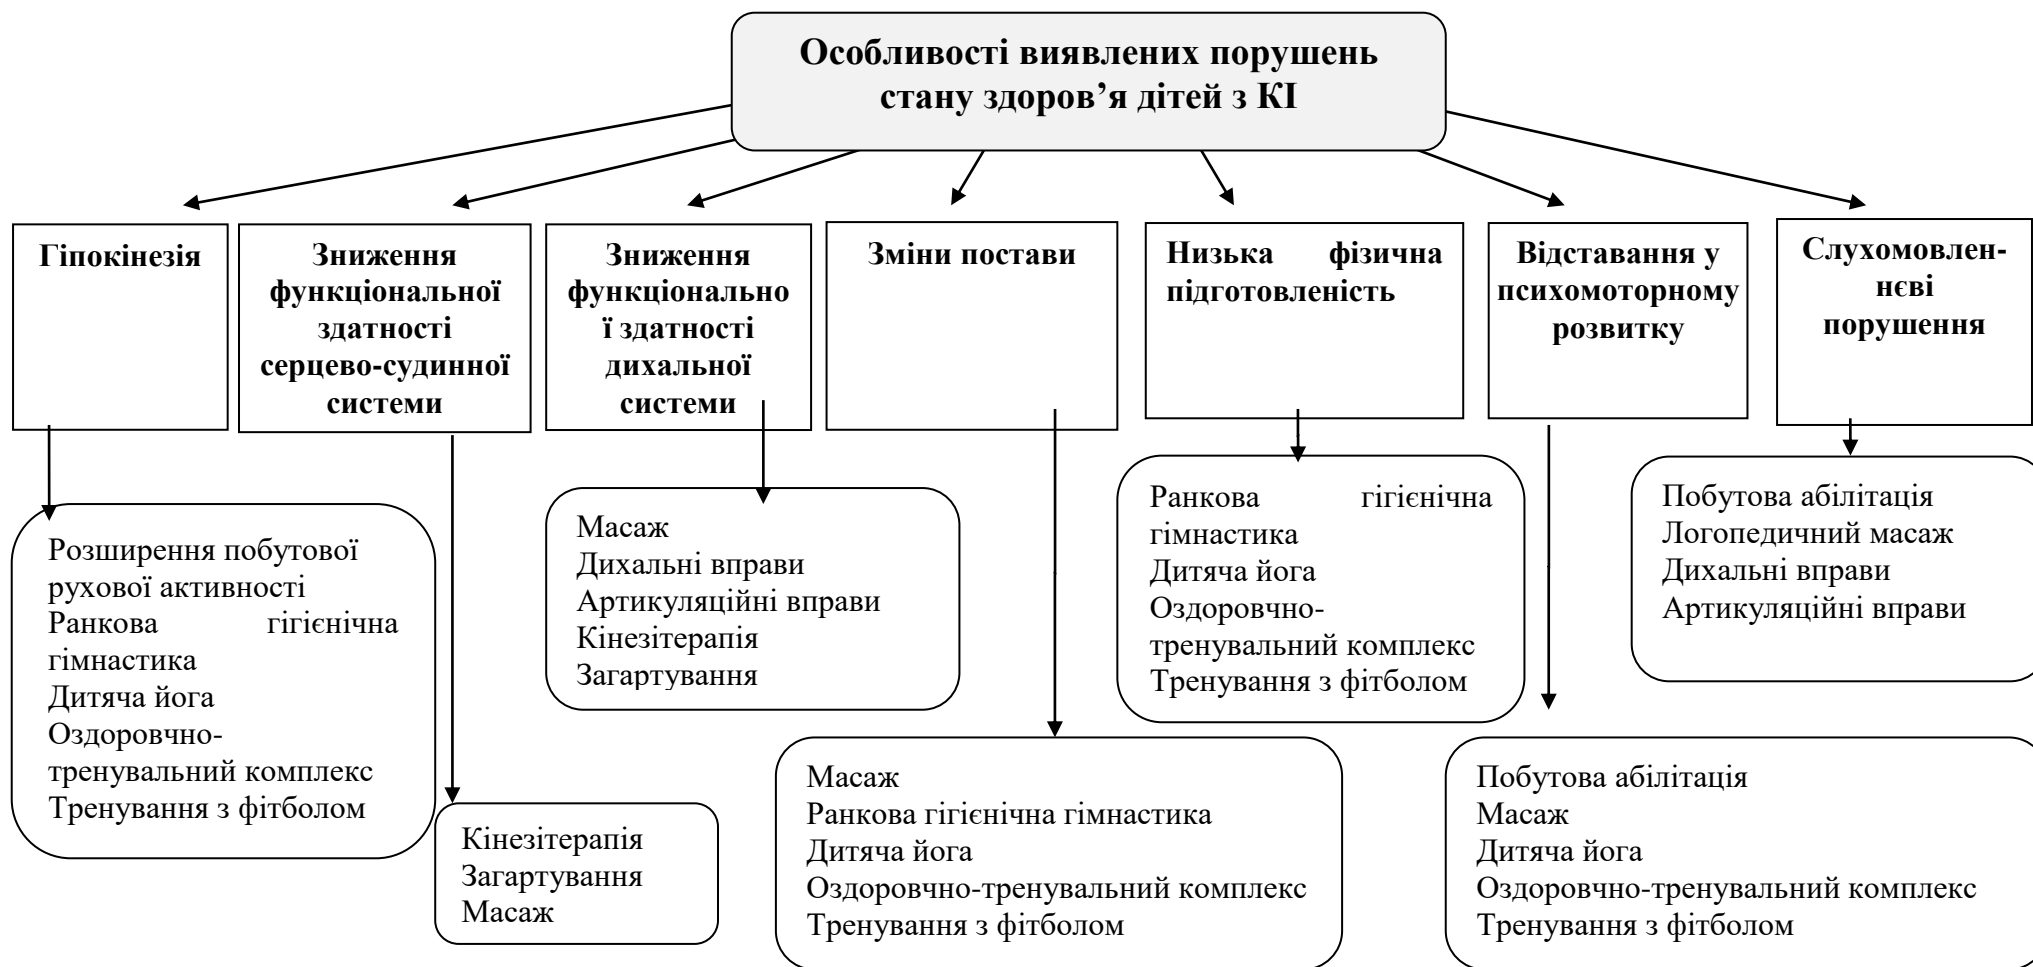 Особливості виявлених порушень
стану здоров’я дітей з КІ
Гіпокінезія
Зниження
функціональної
здатності
серцево-судинної
системи
Зниження
функціонально
ї здатності
дихальної
системи
Зміни постави
Низька фізична
підготовленість
Відставання у
психомоторному
розвитку
Слухомовлен-
нєві
порушення
Розширення побутової
рухової активності
Ранкова гігієнічна
гімнастика
Дитяча йога
Оздоровчо-
тренувальний комплекс
Тренування з фітболом
Кінезітерапія
Загартування
Масаж
Масаж
Дихальні вправи
Артикуляційні вправи
Кінезітерапія
Загартування
Масаж
Ранкова гігієнічна гімнастика
Дитяча йога
Оздоровчо-тренувальний комплекс
Тренування з фітболом
Ранкова гігієнічна
гімнастика
Дитяча йога
Оздоровчо-
тренувальний комплекс
Тренування з фітболом
Побутова абілітація
Масаж
Дитяча йога
Оздоровчо-тренувальний комплекс
Тренування з фітболом
Побутова абілітація
Логопедичний масаж
Дихальні вправи
Артикуляційні вправи